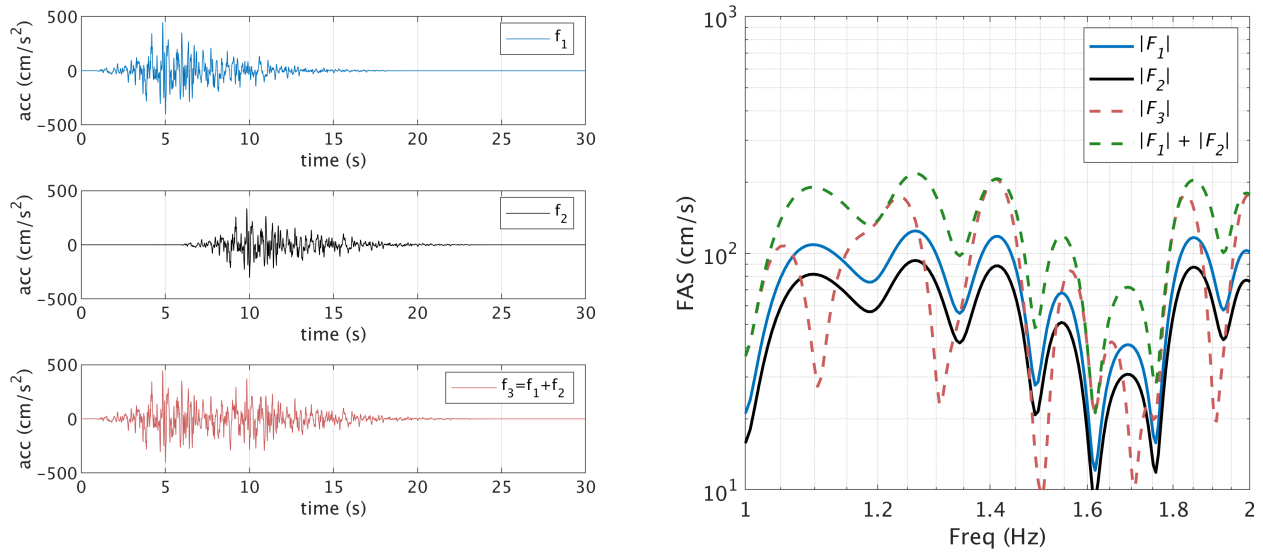 500
0
−500
acc (cm/s²)
f₁
0 5 10 15 20 25 30
time (s)
500
0
−500
acc (cm/s²)
f₂
0 5 10 15 20 25 30
time (s)
500
0
−500
acc (cm/s²)
f₃=f₁+f₂
0 5 10 15 20 25 30
time (s)
10³
10²
10¹
FAS (cm/s)
|F₁|
|F₂|
|F₃|
|F₁| + |F₂|
1 1.2 1.4 1.6 1.8 2
Freq (Hz)